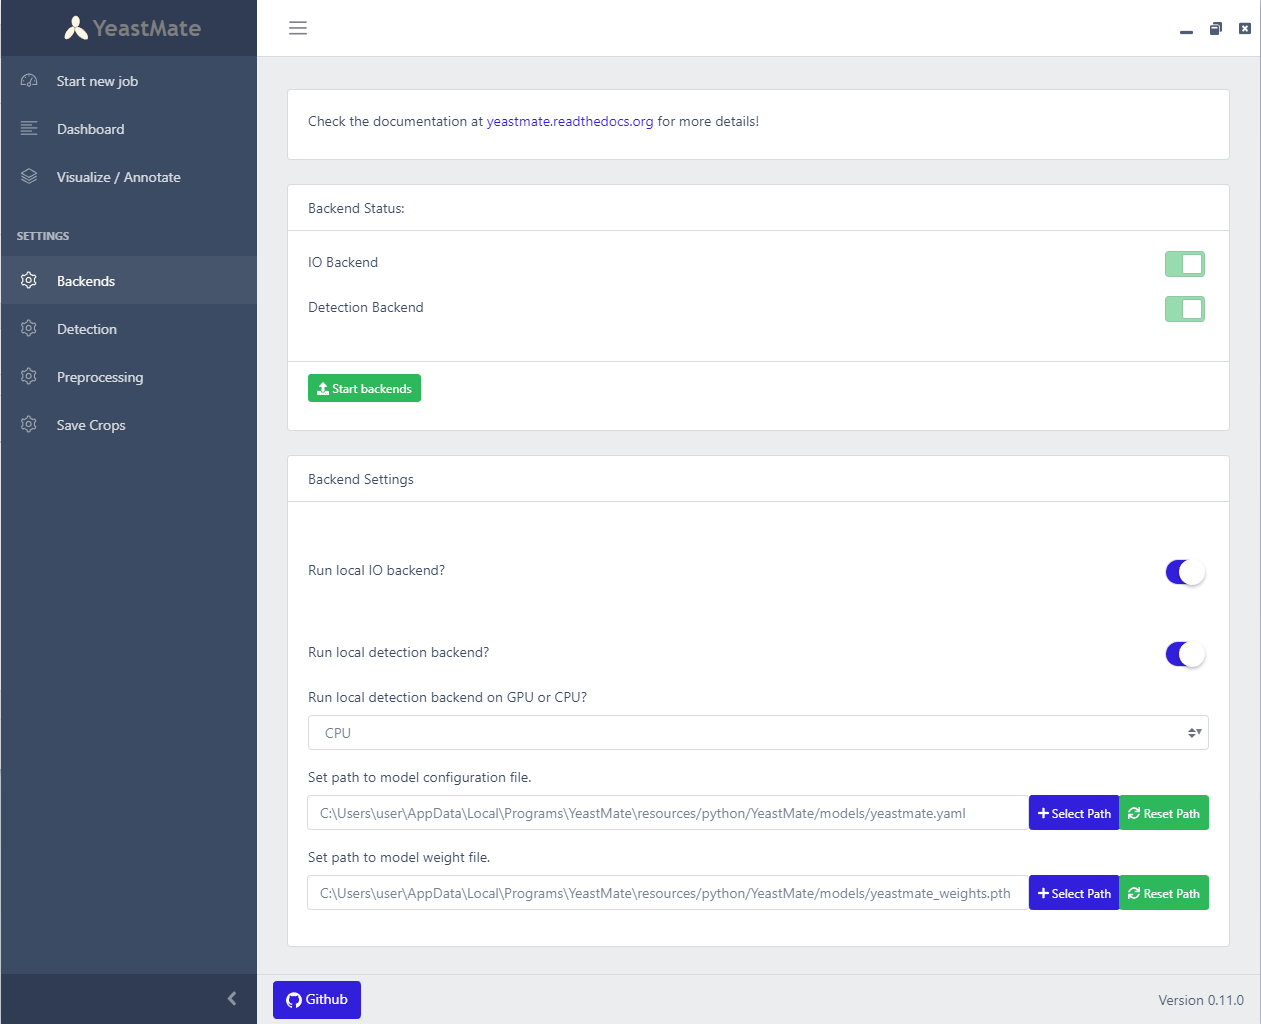 YeastMate
Start new job
Dashboard
Visualize / Annotate
SETTINGS
Backends
Detection
Preprocessing
Save Crops
Check the documentation at yeastmate.readthedocs.org for more details!
Backend Status:
IO Backend
Detection Backend
Start backends
Backend Settings
Run local IO backend?
Run local detection backend?
Run local detection backend on GPU or CPU?
CPU
Set path to model configuration file.
C:\Users\user\AppData\Local\Programs\YeastMate\resources/python/YeastMate/models/yeastmate.yaml Select Path Reset Path
Set path to model weight file.
C:\Users\user\AppData\Local\Programs\YeastMate\resources/python/YeastMate/models/yeastmate_weights.pth Select Path Reset Path
Github Version 0.11.0